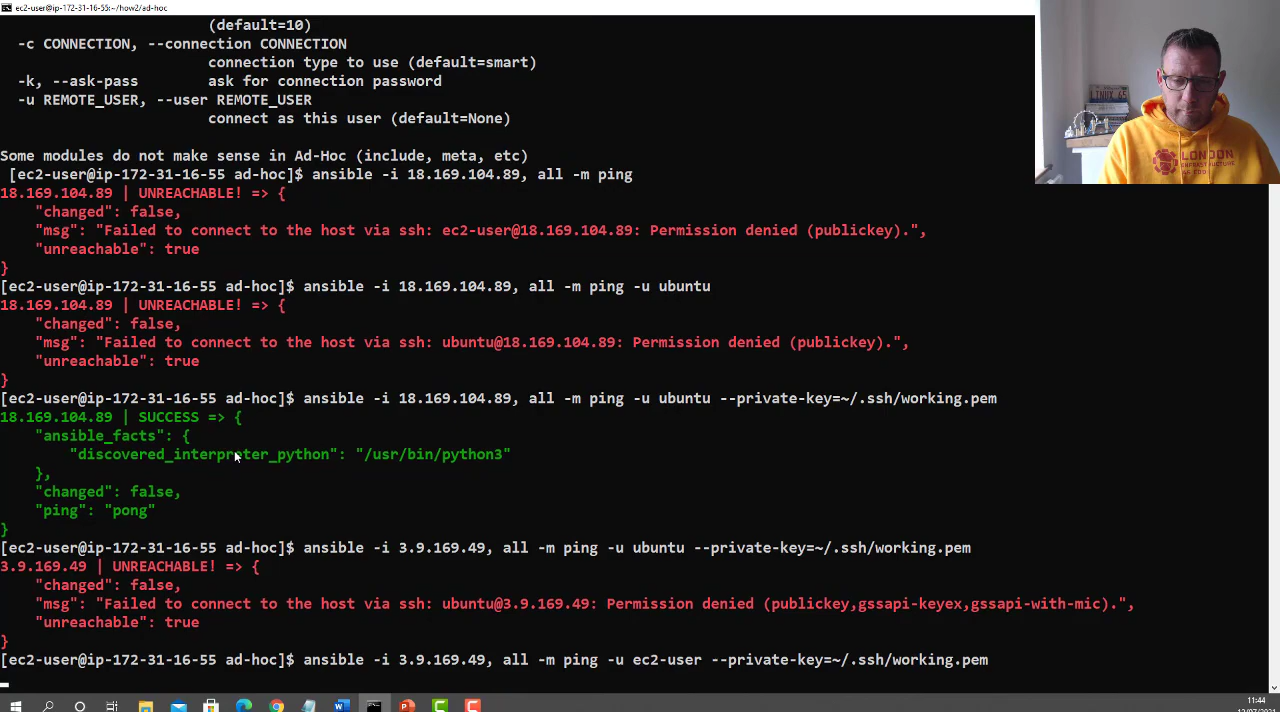 ec2-user@ip-172-31-16-55:~/how2/ad-hoc
(default=10)
-c CONNECTION, --connection CONNECTION
connection type to use (default=smart)
-k, --ask-pass        ask for connection password
-u REMOTE_USER, --user REMOTE_USER
connect as this user (default=None)
Some modules do not make sense in Ad-Hoc (include, meta, etc)
[ec2-user@ip-172-31-16-55 ad-hoc]$ ansible -i 18.169.104.89, all -m ping
18.169.104.89 | UNREACHABLE! => {
"changed": false,
"msg": "Failed to connect to the host via ssh: ec2-user@18.169.104.89: Permission denied (publickey).",
"unreachable": true
}
[ec2-user@ip-172-31-16-55 ad-hoc]$ ansible -i 18.169.104.89, all -m ping -u ubuntu
18.169.104.89 | UNREACHABLE! => {
"changed": false,
"msg": "Failed to connect to the host via ssh: ubuntu@18.169.104.89: Permission denied (publickey).",
"unreachable": true
}
[ec2-user@ip-172-31-16-55 ad-hoc]$ ansible -i 18.169.104.89, all -m ping -u ubuntu --private-key=~/.ssh/working.pem
18.169.104.89 | SUCCESS => {
"ansible_facts": {
"discovered_interpreter_python": "/usr/bin/python3"
},
"changed": false,
"ping": "pong"
}
[ec2-user@ip-172-31-16-55 ad-hoc]$ ansible -i 3.9.169.49, all -m ping -u ubuntu --private-key=~/.ssh/working.pem
3.9.169.49 | UNREACHABLE! => {
"changed": false,
"msg": "Failed to connect to the host via ssh: ubuntu@3.9.169.49: Permission denied (publickey,gssapi-keyex,gssapi-with-mic).",
"unreachable": true
}
[ec2-user@ip-172-31-16-55 ad-hoc]$ ansible -i 3.9.169.49, all -m ping -u ec2-user --private-key=~/.ssh/working.pem
LONDON
11:44